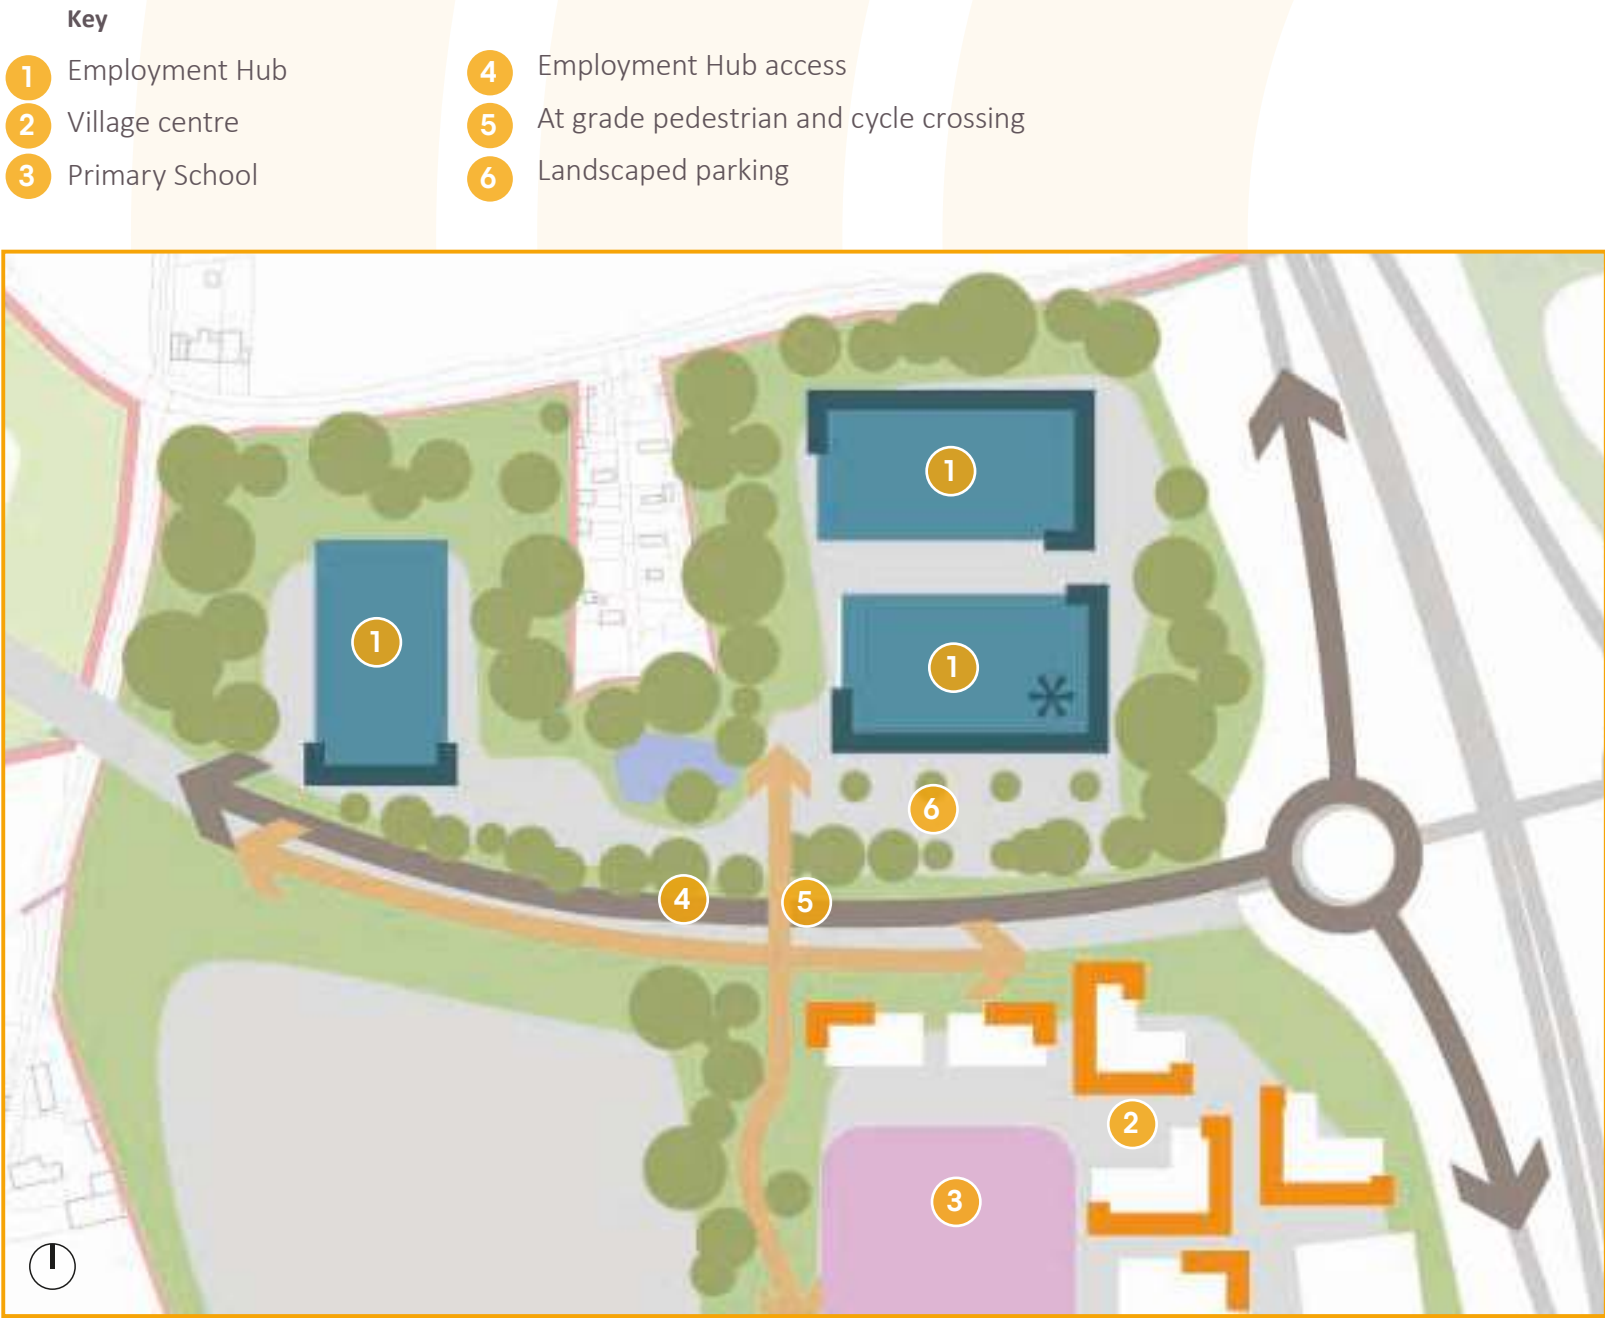 Key
1 Employment Hub
2 Village centre
3 Primary School
4 Employment Hub access
5 At grade pedestrian and cycle crossing
6 Landscaped parking
1
1
1
6
4
5
2
3